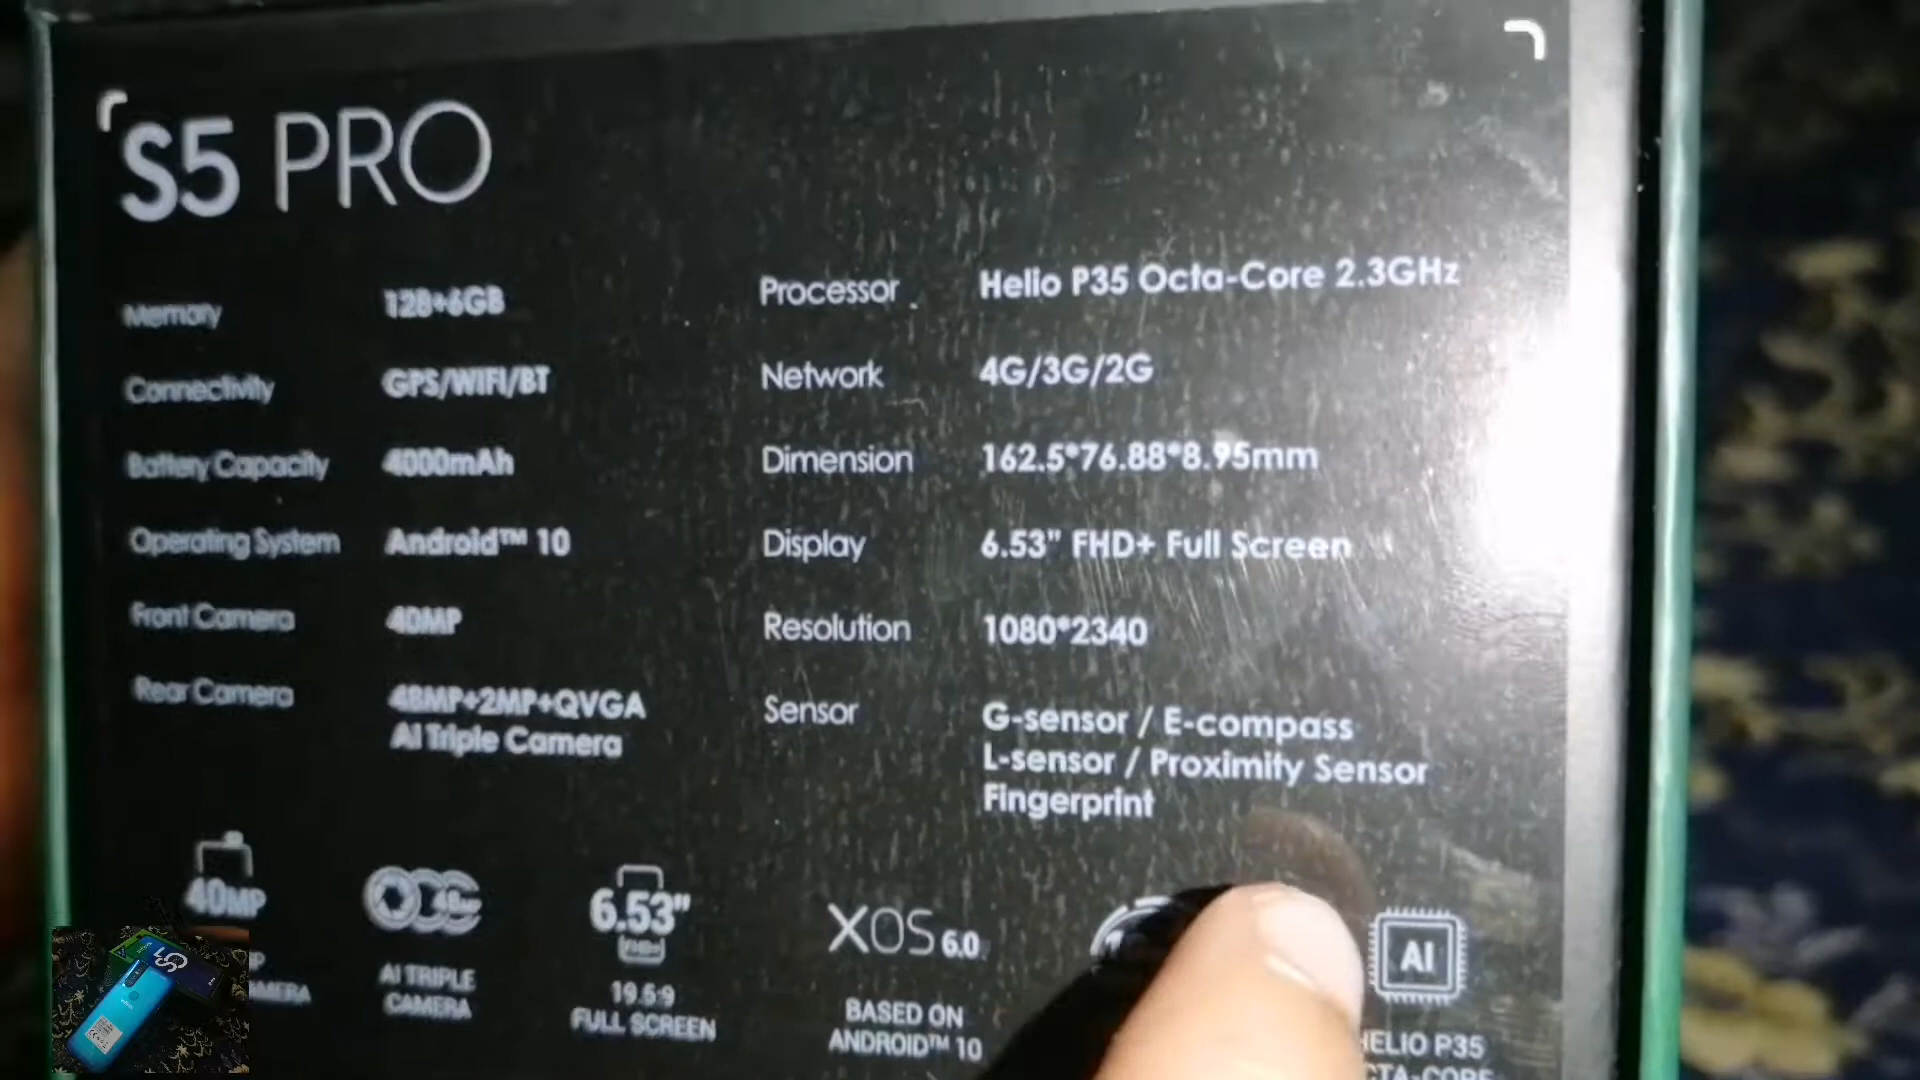 S5 PRO
Memory 128+6GB
Connectivity GPS/WIFI/BT
Battery Capacity 4000mAh
Operating System Android™ 10
Front Camera 40MP
Rear Camera 48MP+2MP+QVGA
AI Triple Camera
Processor Helio P35 Octa-Core 2.3GHz
Network 4G/3G/2G
Dimension 162.5*76.88*8.95mm
Display 6.53" FHD+ Full Screen
Resolution 1080*2340
Sensor G-sensor / E-compass
L-sensor / Proximity Sensor
Fingerprint
40MP
48MP
AI TRIPLE
CAMERA
6.53"
FHD+
19.5:9
FULL SCREEN
XOS 6.0
BASED ON
ANDROID™ 10
AI
HELIO P35